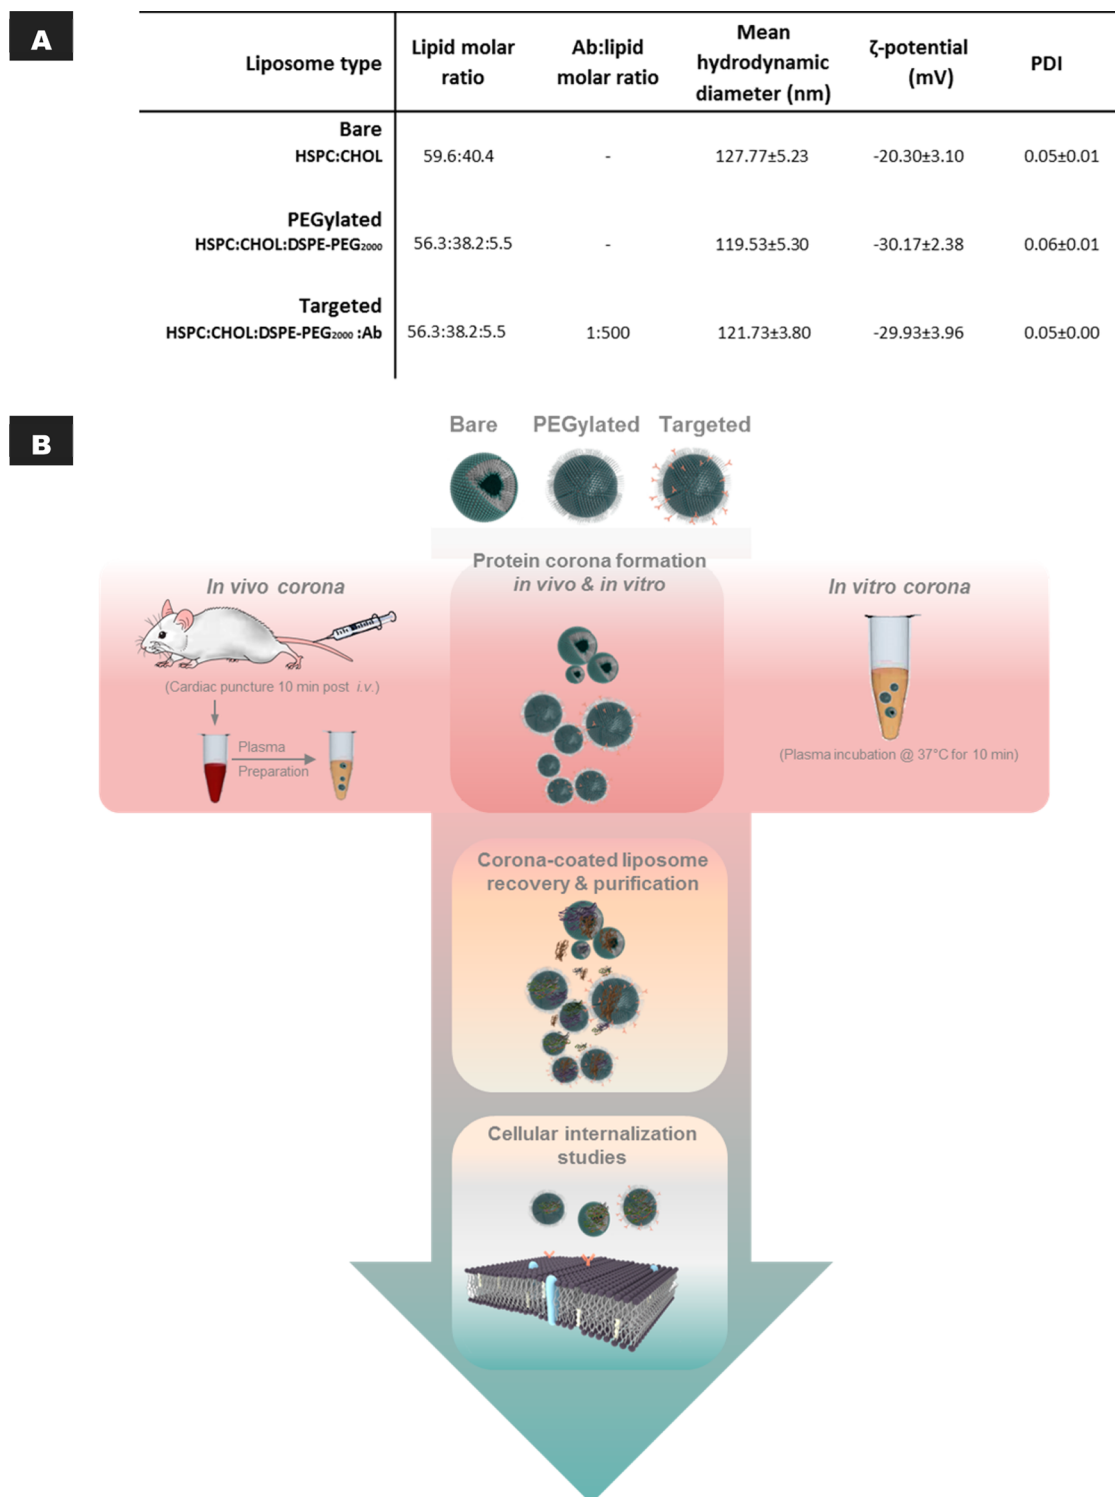 A
Liposome type
Lipid molar
ratio
Ab:lipid
molar ratio
Mean
hydrodynamic
diameter (nm)
ζ-potential
(mV)
PDI
Bare
HSPC:CHOL
59.6:40.4
-
127.77±5.23
-20.30±3.10
0.05±0.01
PEGylated
HSPC:CHOL:DSPE-PEG₂₀₀₀
56.3:38.2:5.5
-
119.53±5.30
-30.17±2.38
0.06±0.01
Targeted
HSPC:CHOL:DSPE-PEG₂₀₀₀ :Ab
56.3:38.2:5.5
1:500
121.73±3.80
-29.93±3.96
0.05±0.00
B
Bare
PEGylated
Targeted
Protein corona formation
in vivo & in vitro
In vivo corona
(Cardiac puncture 10 min post i.v.)
Plasma
Preparation
In vitro corona
(Plasma incubation @ 37°C for 10 min)
Corona-coated liposome
recovery & purification
Cellular internalization
studies